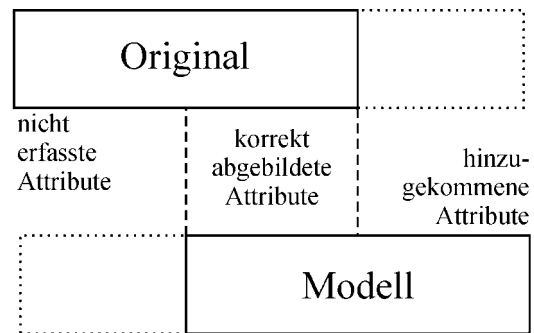 Original
nicht
erfasste
Attribute
korrekt
abgebildete
Attribute
hinzu-
gekommene
Attribute
Modell